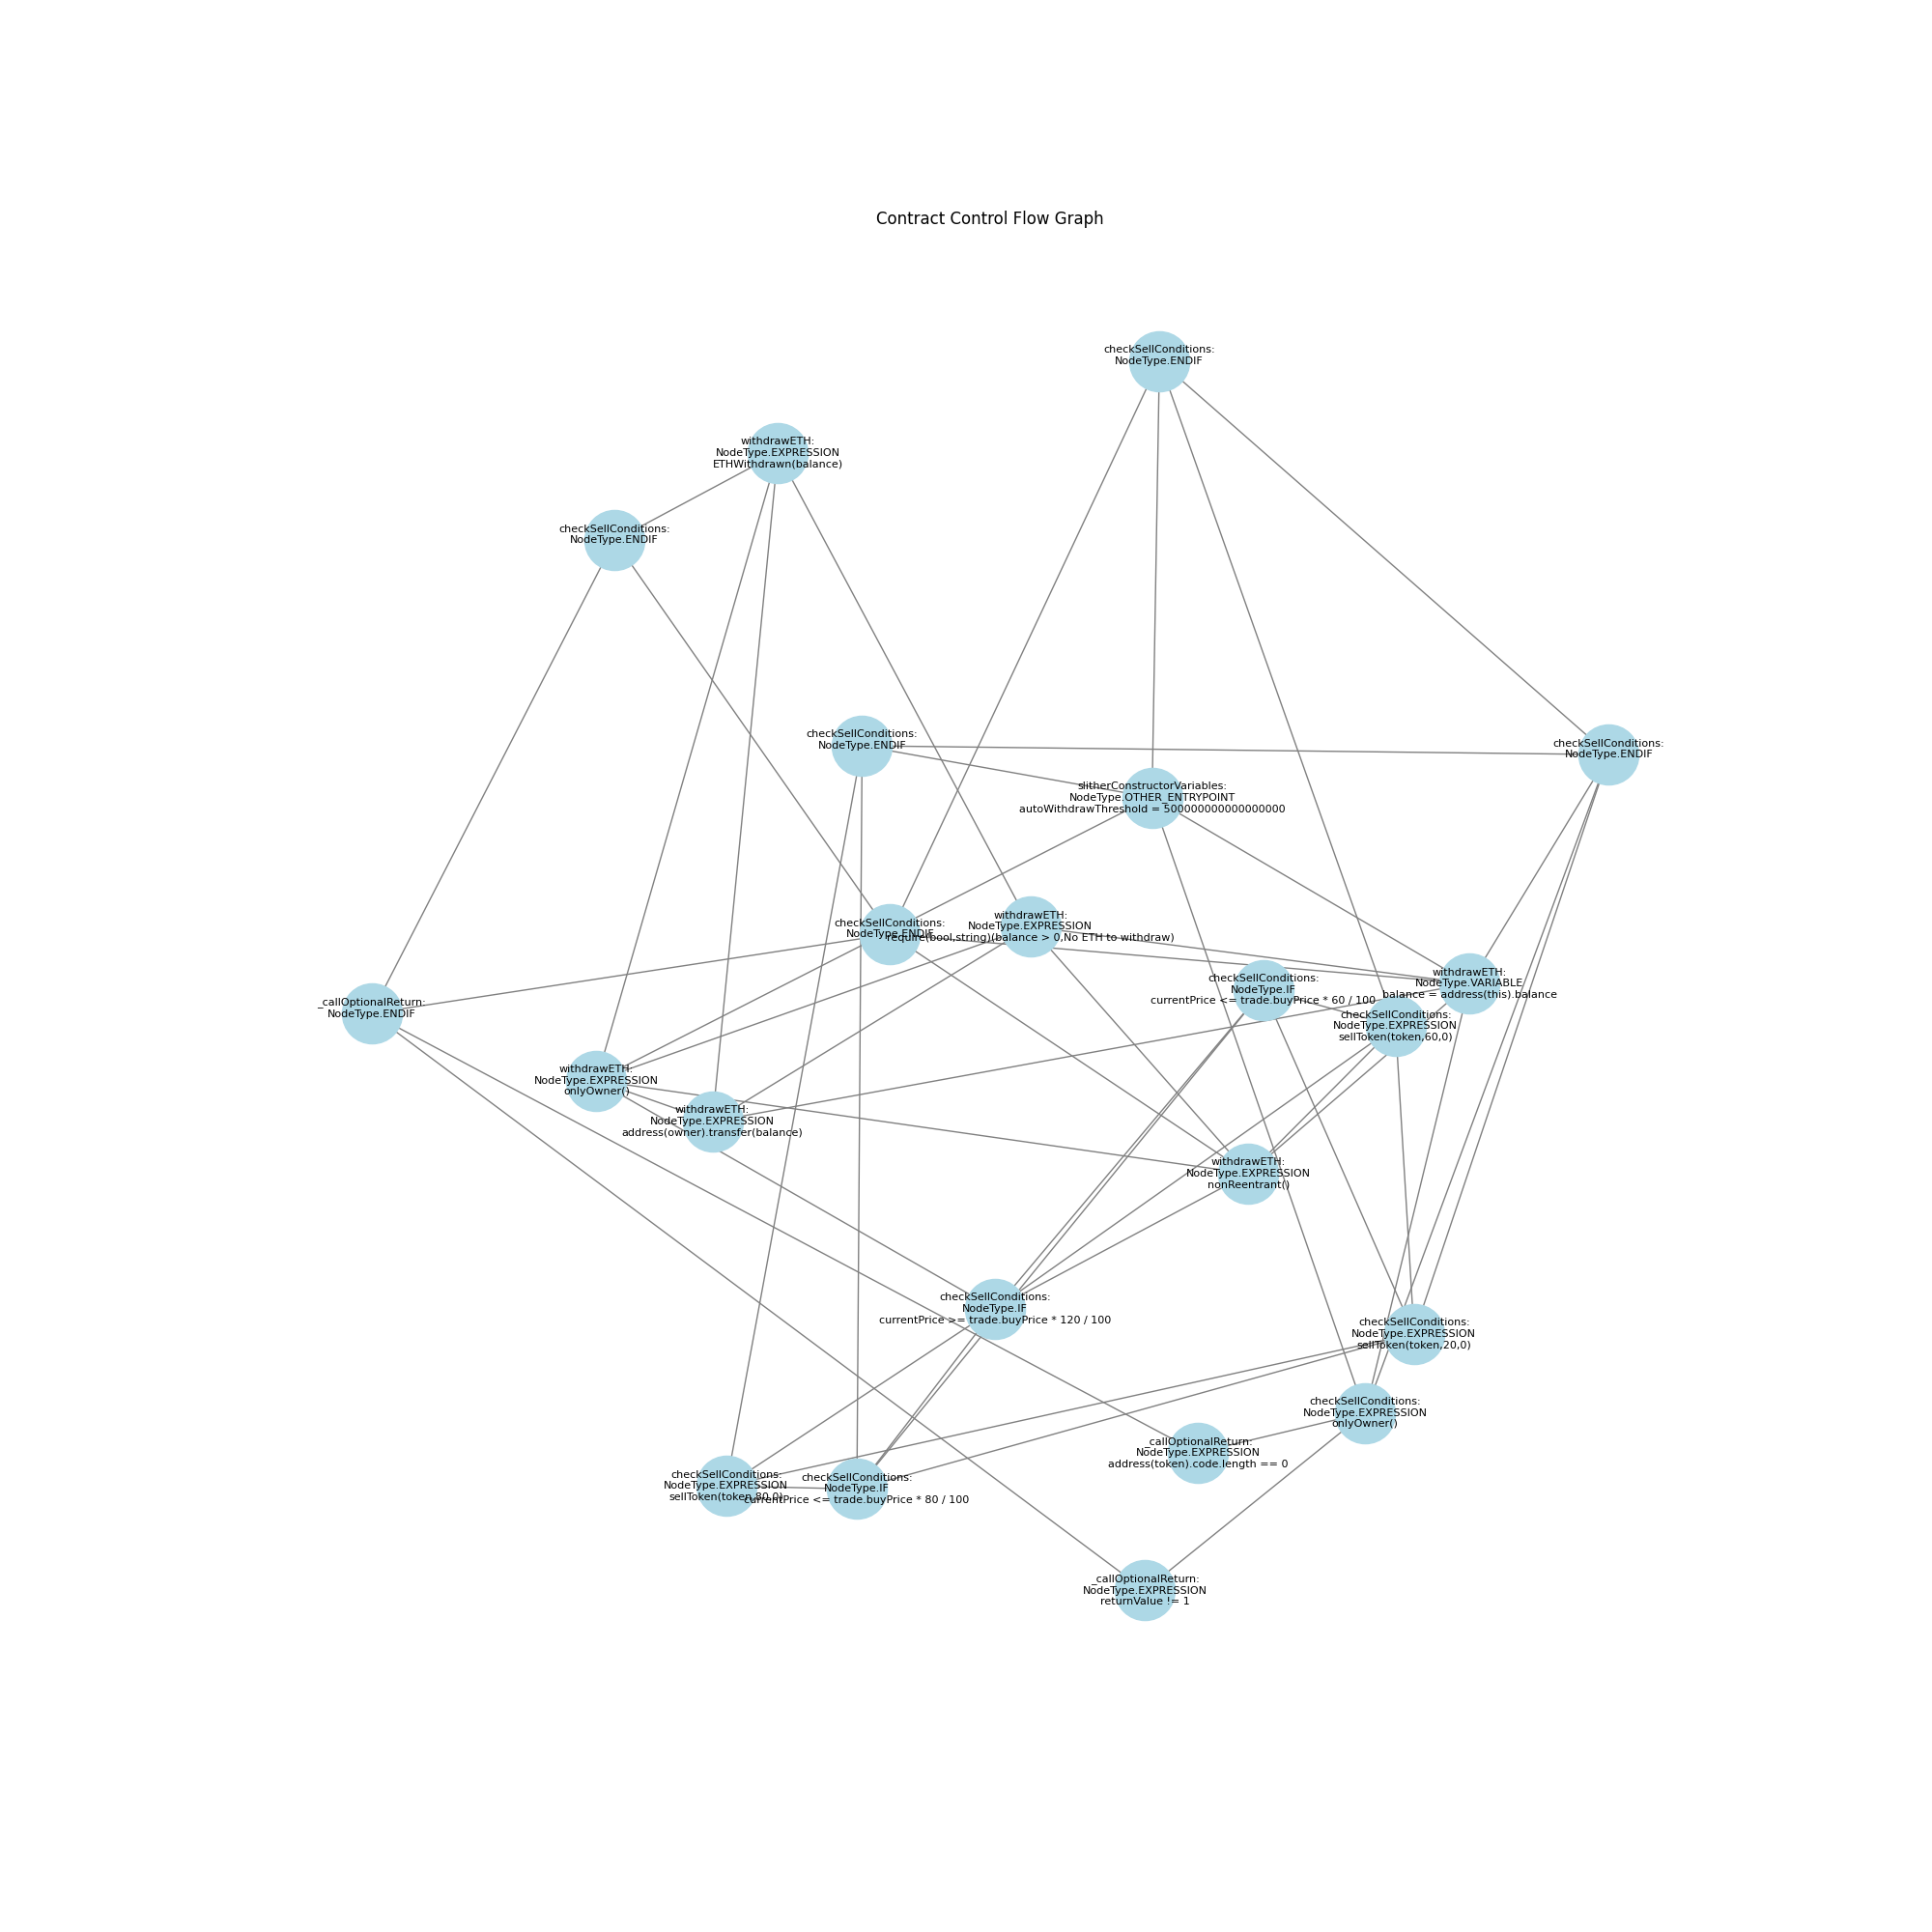 Contract Control Flow Graph
checkSellConditions:
NodeType.ENDIF
withdrawETH:
NodeType.EXPRESSION
ETHWithdrawn(balance)
checkSellConditions:
NodeType.ENDIF
checkSellConditions:
NodeType.ENDIF
checkSellConditions:
NodeType.ENDIF
slitherConstructorVariables:
NodeType.OTHER_ENTRYPOINT
autoWithdrawThreshold = 500000000000000000
checkSellConditions:
NodeType.ENDIF
withdrawETH:
NodeType.EXPRESSION
require(bool,string)(balance > 0,No ETH to withdraw)
withdrawETH:
NodeType.VARIABLE
balance = address(this).balance
checkSellConditions:
NodeType.IF
currentPrice <= trade.buyPrice * 60 / 100
_callOptionalReturn:
NodeType.ENDIF
checkSellConditions:
NodeType.EXPRESSION
sellToken(token,60,0)
withdrawETH:
NodeType.EXPRESSION
onlyOwner()
withdrawETH:
NodeType.EXPRESSION
address(owner).transfer(balance)
withdrawETH:
NodeType.EXPRESSION
nonReentrant()
checkSellConditions:
NodeType.IF
currentPrice >= trade.buyPrice * 120 / 100
checkSellConditions:
NodeType.EXPRESSION
sellToken(token,20,0)
checkSellConditions:
NodeType.EXPRESSION
onlyOwner()
_callOptionalReturn:
NodeType.EXPRESSION
address(token).code.length == 0
checkSellConditions:
NodeType.EXPRESSION
sellToken(token,80,0)
checkSellConditions:
NodeType.IF
currentPrice <= trade.buyPrice * 80 / 100
_callOptionalReturn:
NodeType.EXPRESSION
returnValue != 1